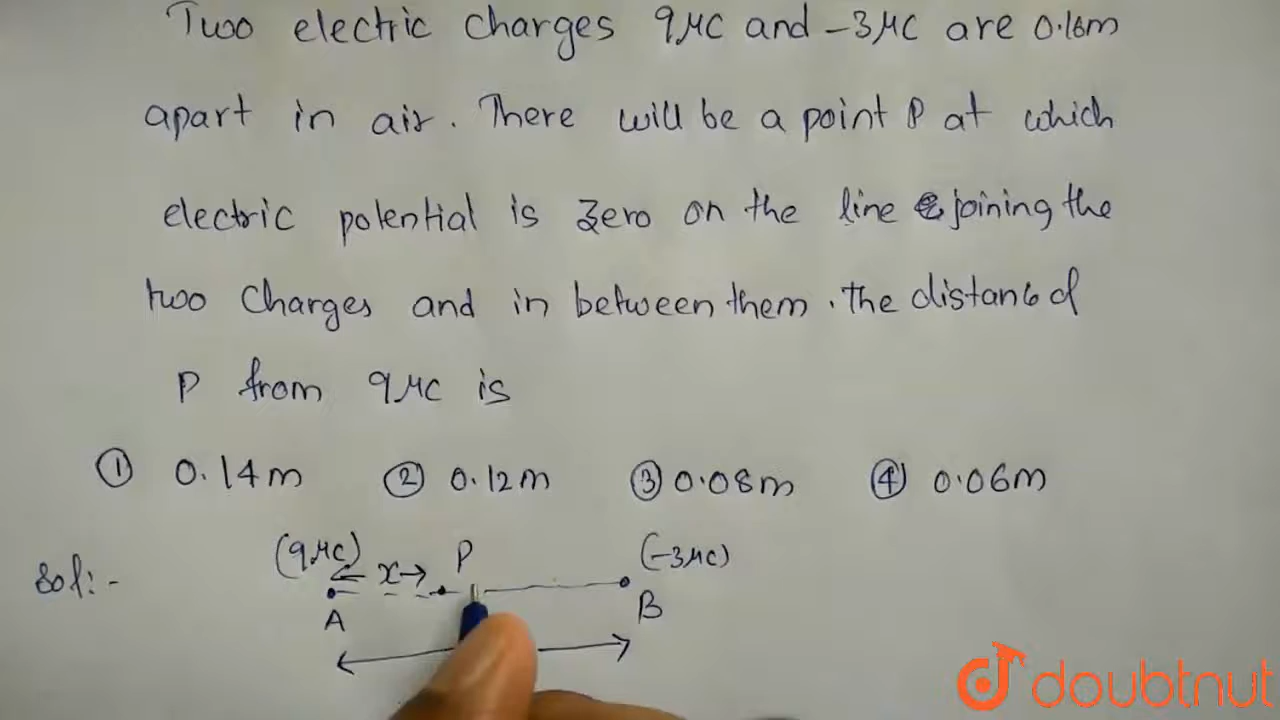 Two electric charges 9μC and -3μC are 0.16m
apart in air. There will be a point P at which
electric potential is zero on the line joining the
two charges and in between them. The distance of
P from 9μC is
① 0.14m ② 0.12m ③ 0.08m ④ 0.06m
Sol:-
(9μC) x P (-3μC)
A B
doubtnut